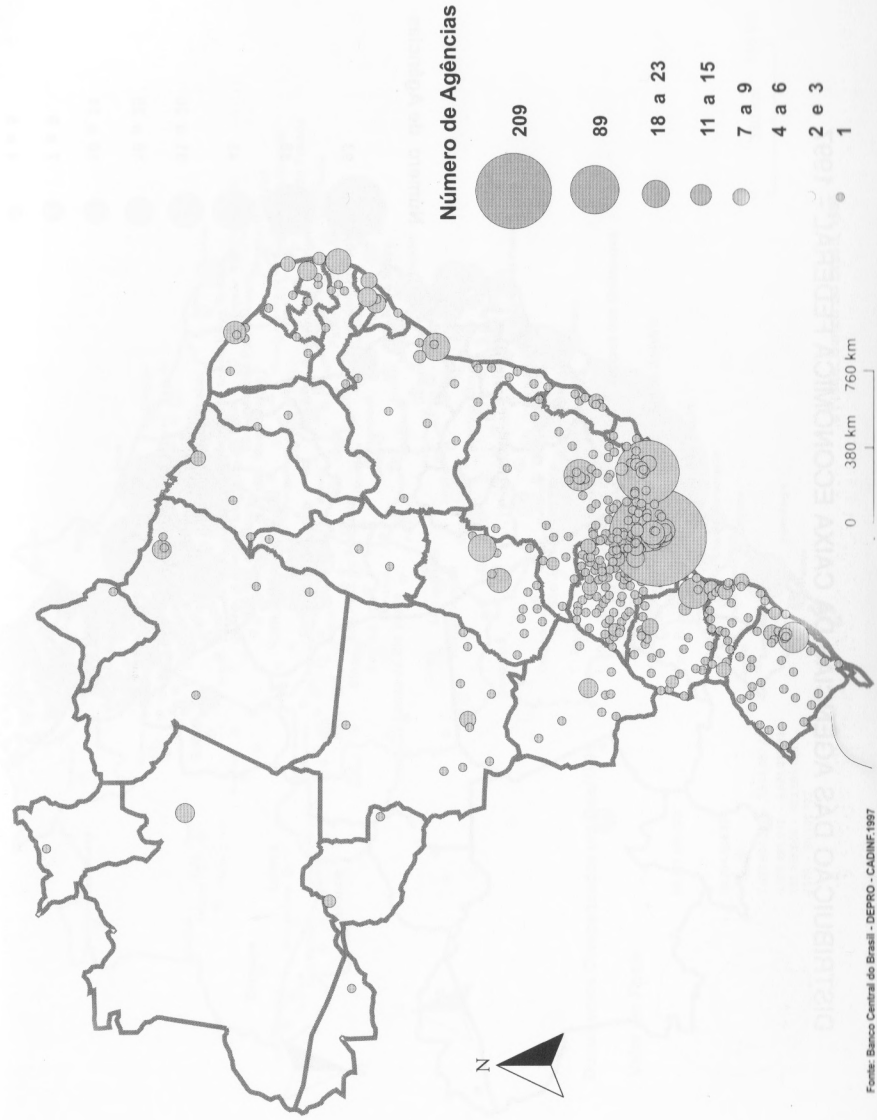 Número de Agências
209
89
18 a 23
11 a 15
7 a 9
4 a 6
2 e 3
1
0 380 km 760 km
N
Fonte: Banco Central do Brasil - DEPRO - CADINF.1997